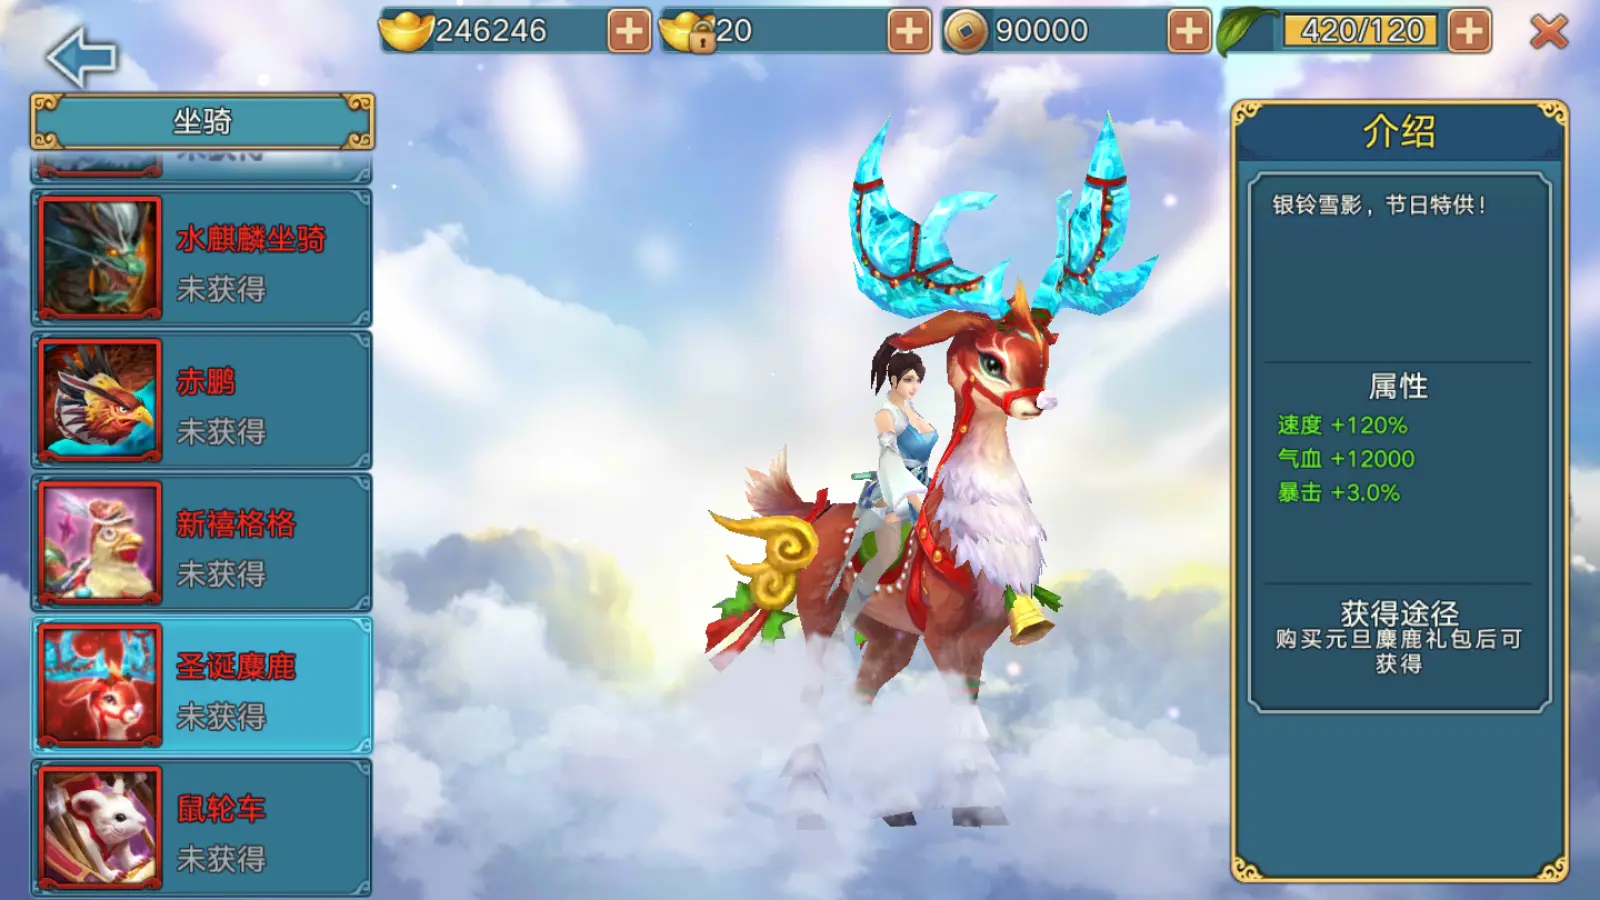 246246
20
90000
420/120
坐骑
未获得
水麒麟坐骑
未获得
赤鹏
未获得
新禧格格
未获得
圣诞麋鹿
未获得
鼠轮车
未获得
介绍
银铃雪影，节日特供！
属性
速度 +120%
气血 +12000
暴击 +3.0%
获得途径
购买元旦麋鹿礼包后可
获得